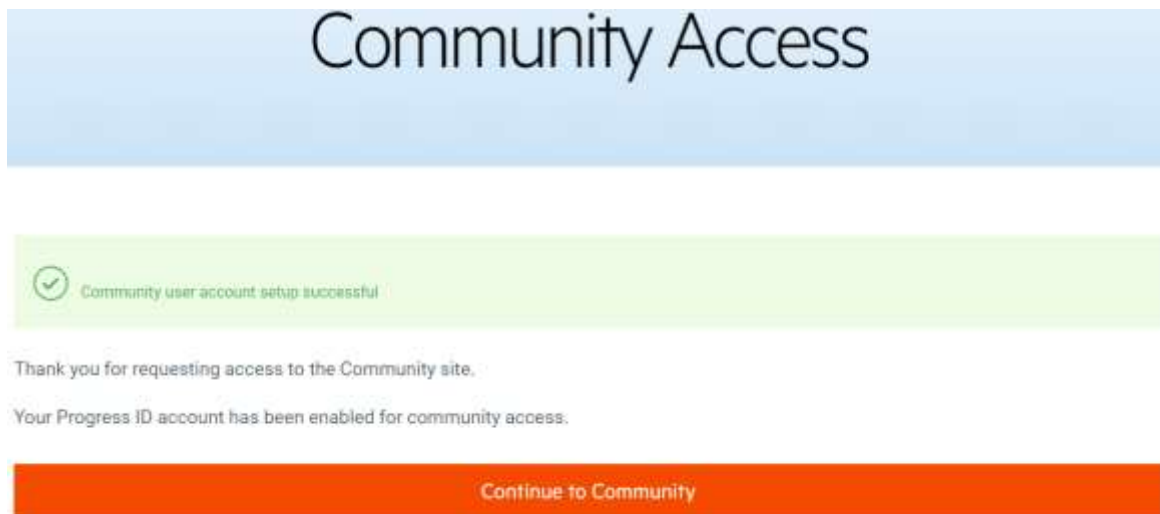 Community Access
Community user account setup successful
Thank you for requesting access to the Community site.
Your Progress ID account has been enabled for community access.
Continue to Community